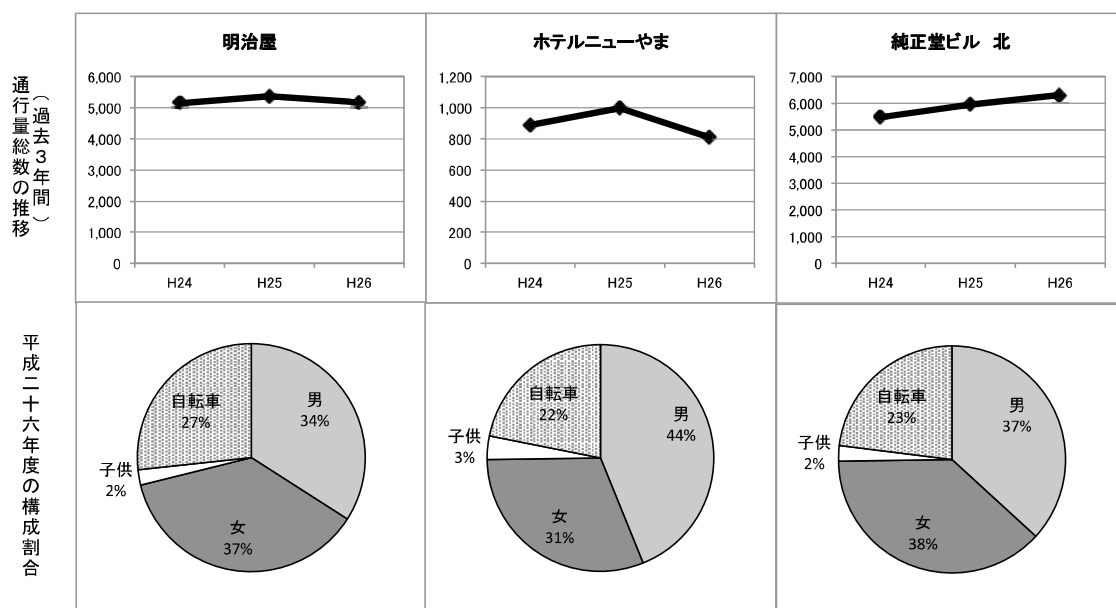 通行量総数の推移
（過去３年間）
明治屋
6,000
5,000
4,000
3,000
2,000
1,000
0
H24 H25 H26
ホテルニューやま
1,200
1,000
800
600
400
200
0
H24 H25 H26
純正堂ビル 北
7,000
6,000
5,000
4,000
3,000
2,000
1,000
0
H24 H25 H26
平成二十六年度の構成割合
男
34%
女
37%
子供
2%
自転車
27%
男
44%
女
31%
子供
3%
自転車
22%
男
37%
女
38%
子供
2%
自転車
23%